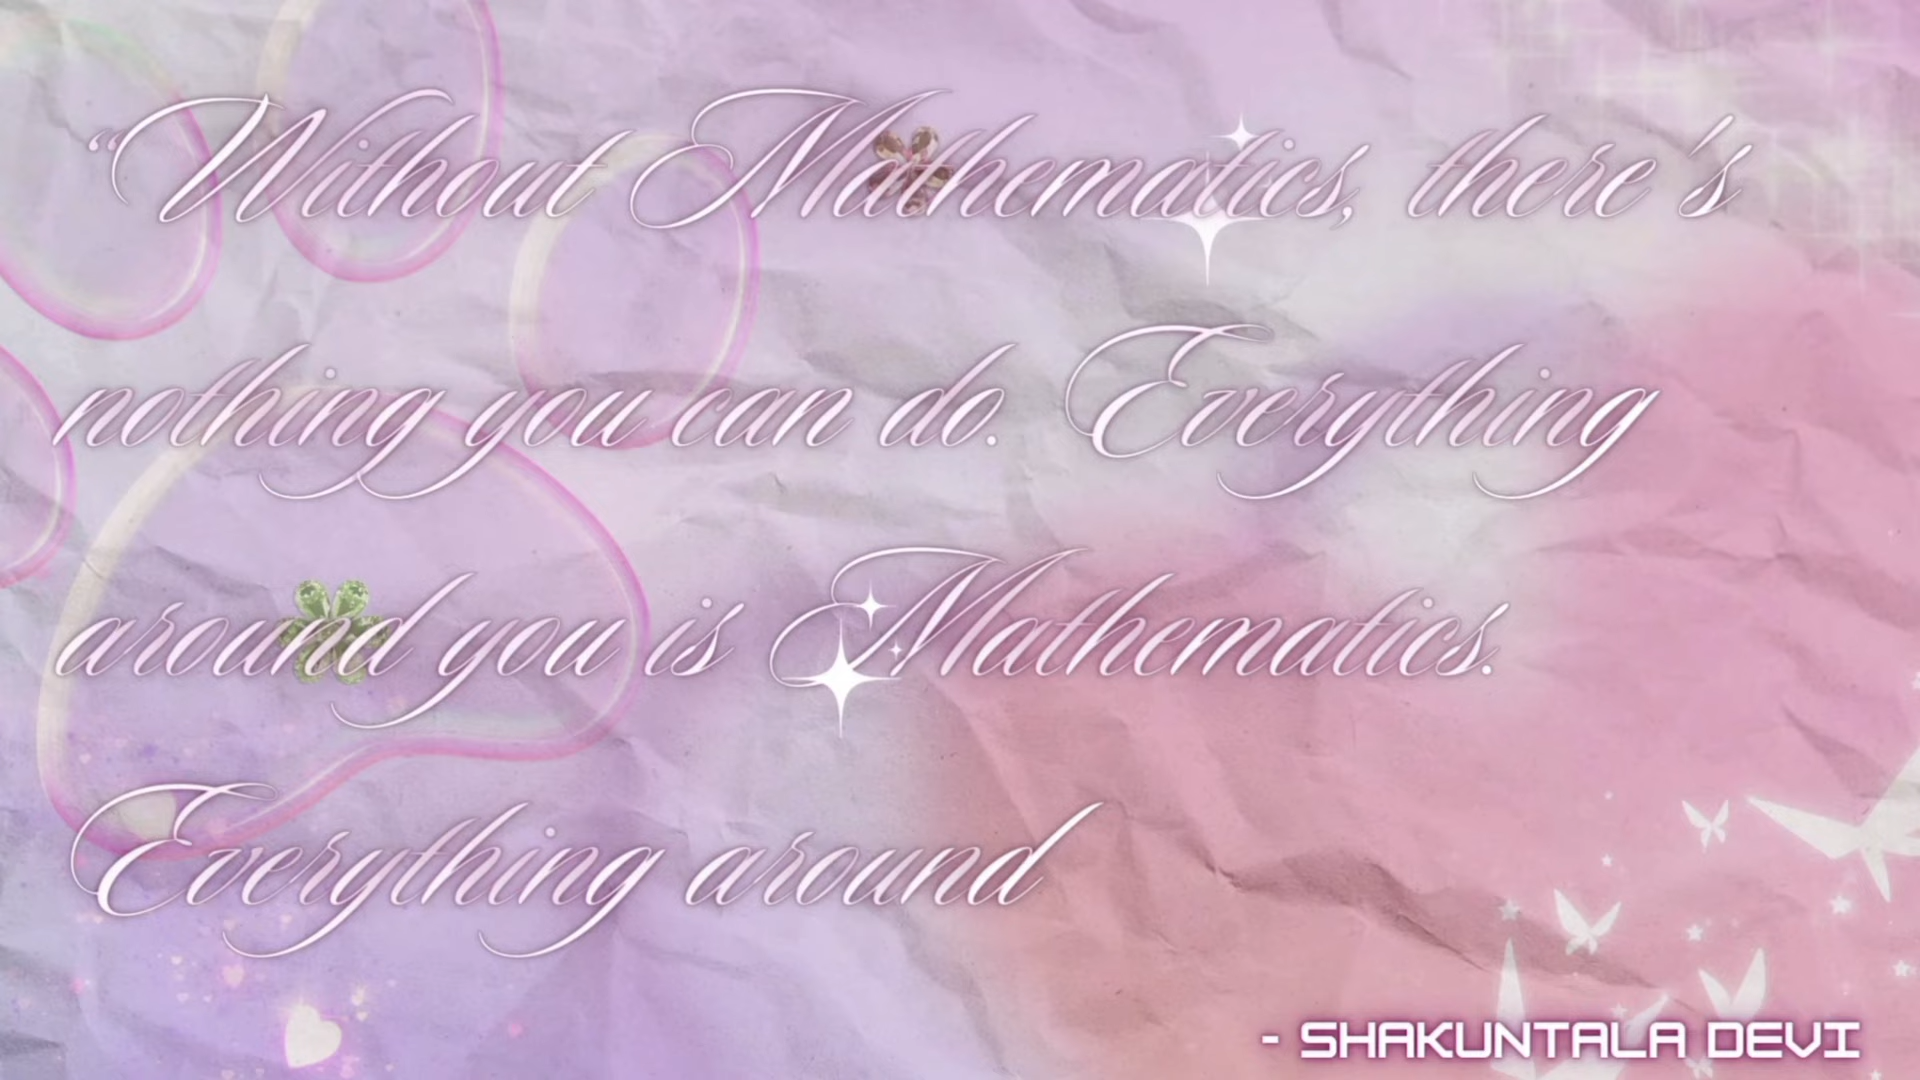 “Without Mathematics, there's
nothing you can do. Everything
around you is Mathematics.
Everything around
- SHAKUNTALA DEVI